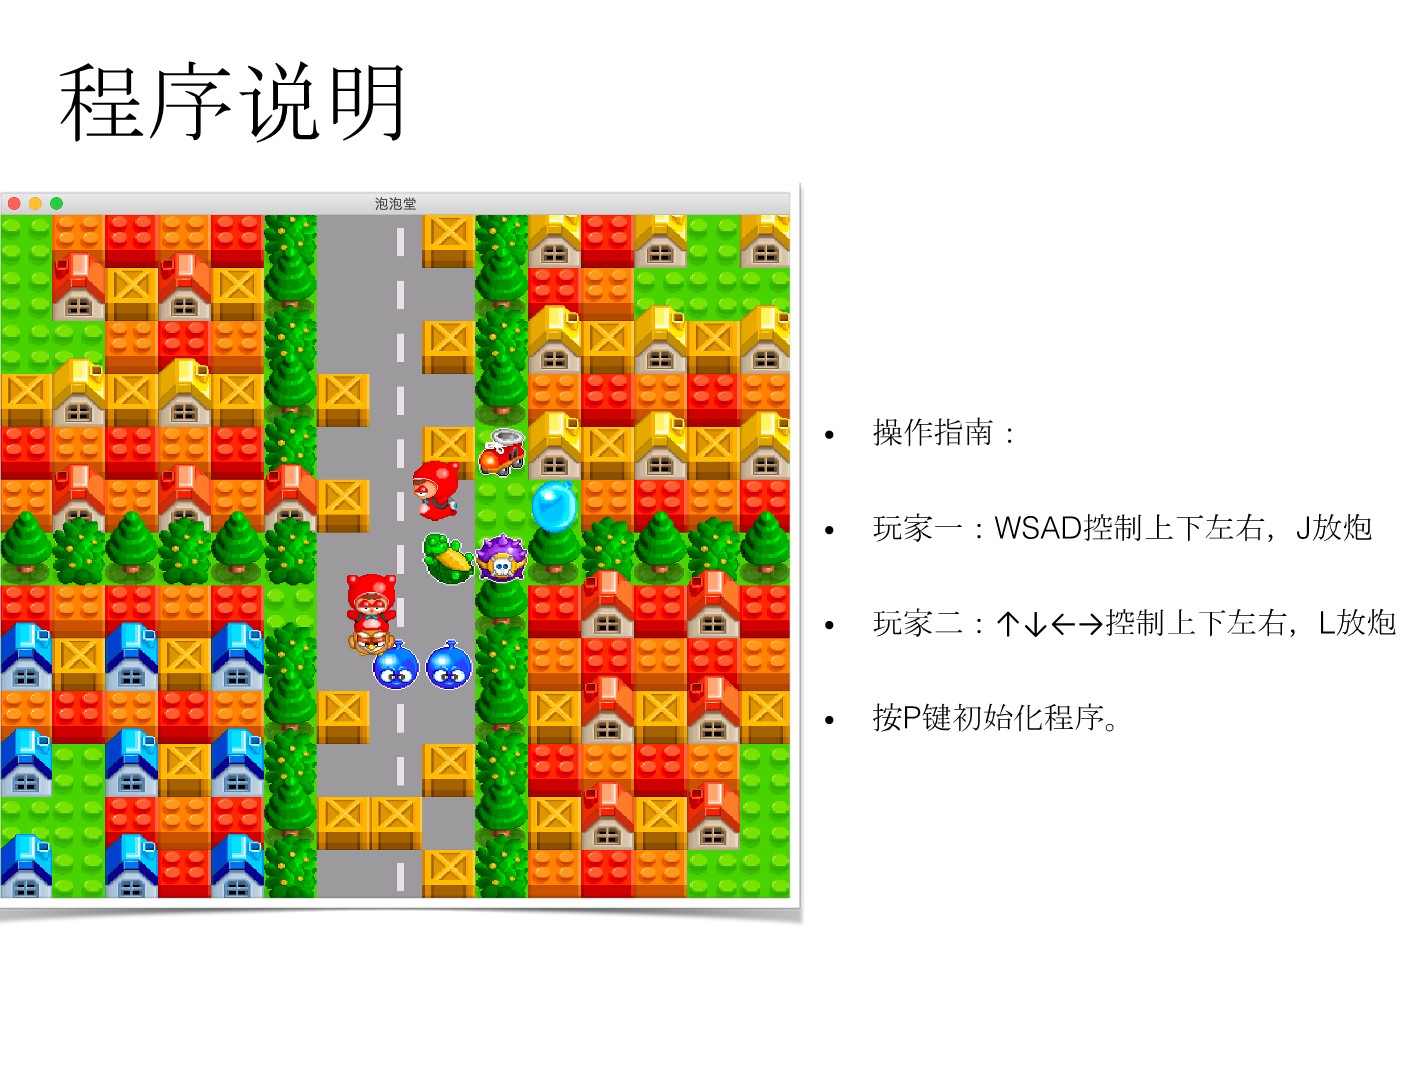 程序说明
泡泡堂
• 操作指南：
• 玩家一：WSAD控制上下左右，J放炮
• 玩家二：↑↓←→控制上下左右，L放炮
• 按P键初始化程序。